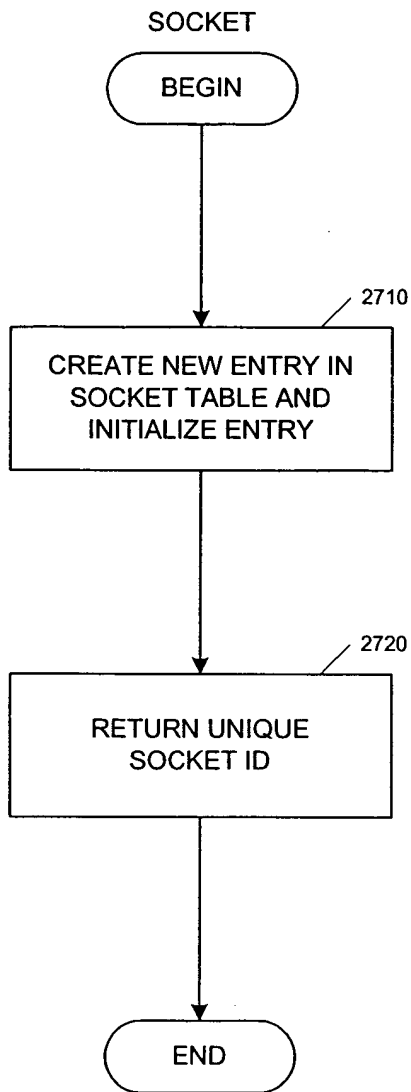 SOCKET
BEGIN
2710
CREATE NEW ENTRY IN
SOCKET TABLE AND
INITIALIZE ENTRY
2720
RETURN UNIQUE
SOCKET ID
END